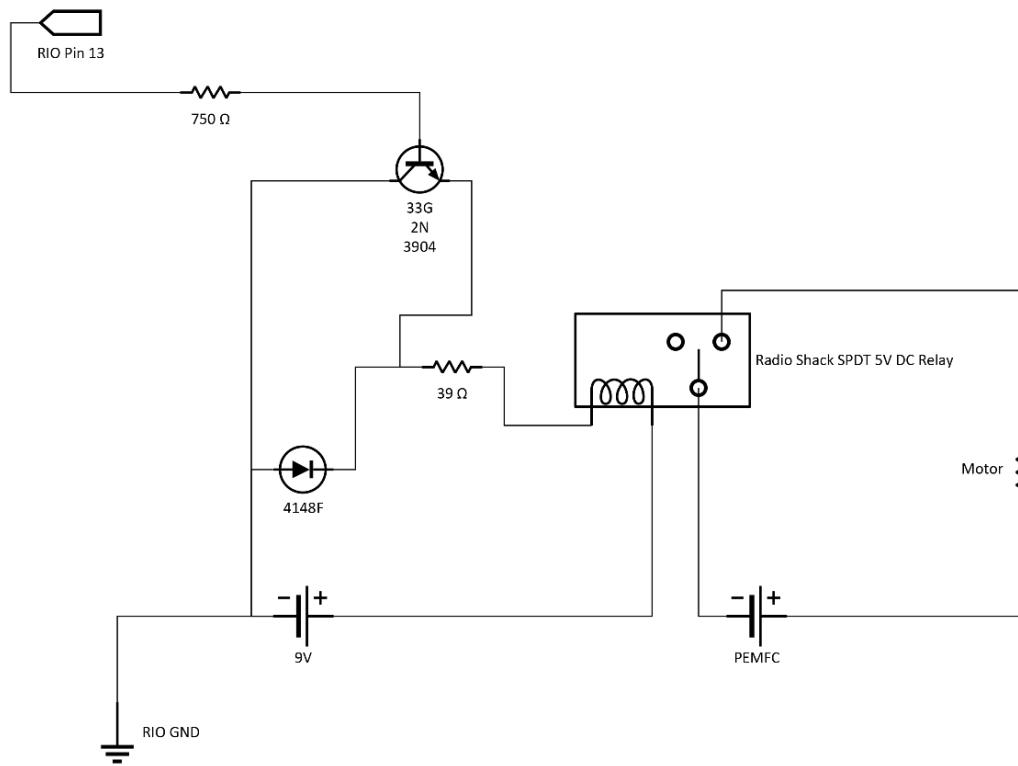 RIO Pin 13
750 Ω
33G
2N
3904
39 Ω
Radio Shack SPDT 5V DC Relay
Motor
4148F
− +
9V
− +
PEMFC
RIO GND